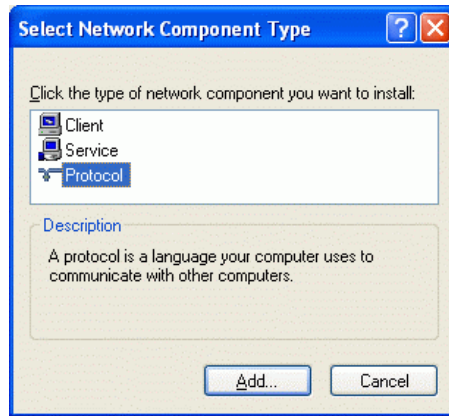 Select Network Component Type
Click the type of network component you want to install:
Client
Service
Protocol
Description
A protocol is a language your computer uses to
communicate with other computers.
Add... Cancel